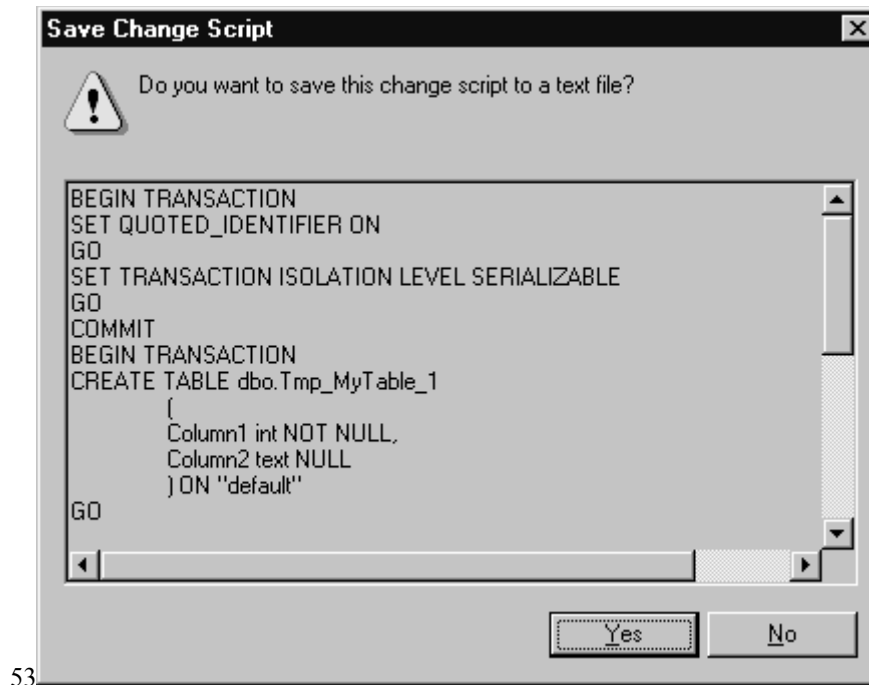 Save Change Script
Do you want to save this change script to a text file?
BEGIN TRANSACTION
SET QUOTED_IDENTIFIER ON
GO
SET TRANSACTION ISOLATION LEVEL SERIALIZABLE
GO
COMMIT
BEGIN TRANSACTION
CREATE TABLE dbo.Tmp_MyTable_1
(
Column1 int NOT NULL,
Column2 text NULL
) ON "default"
GO
Yes No
53